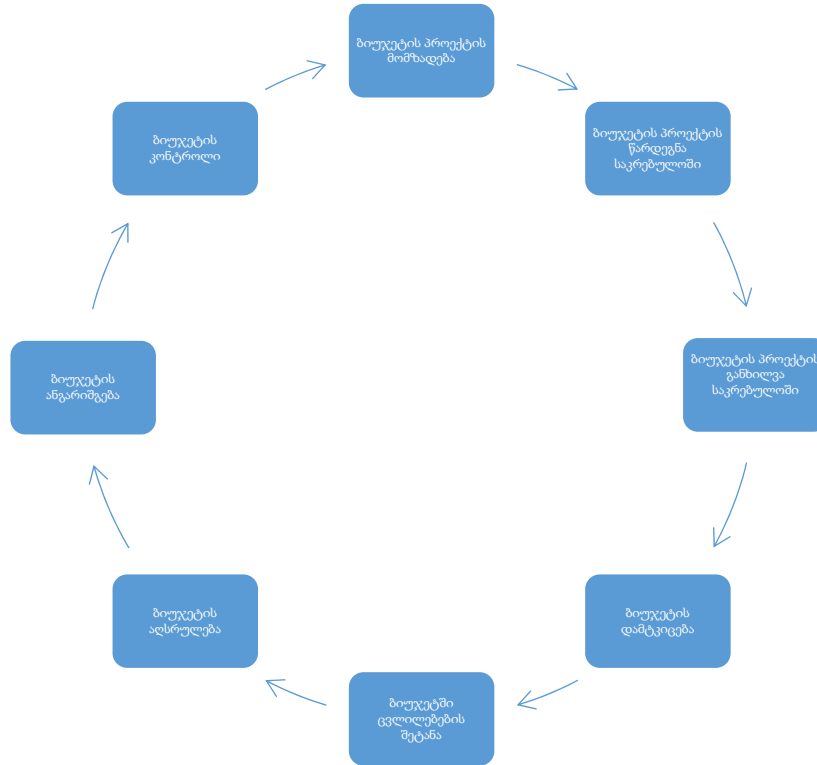 ბიუჯეტის პროექტის
მომზადება
ბიუჯეტის პროექტის
წარდეგნა
საკრებულოში
ბიუჯეტის პროექტის
განხილვა
საკრებულოში
ბიუჯეტის
დამტკიცება
ბიუჯეტში
ცვლილებების
შეტანა
ბიუჯეტის
აღსრულება
ბიუჯეტის
ანგარიშგება
ბიუჯეტის
კონტროლი